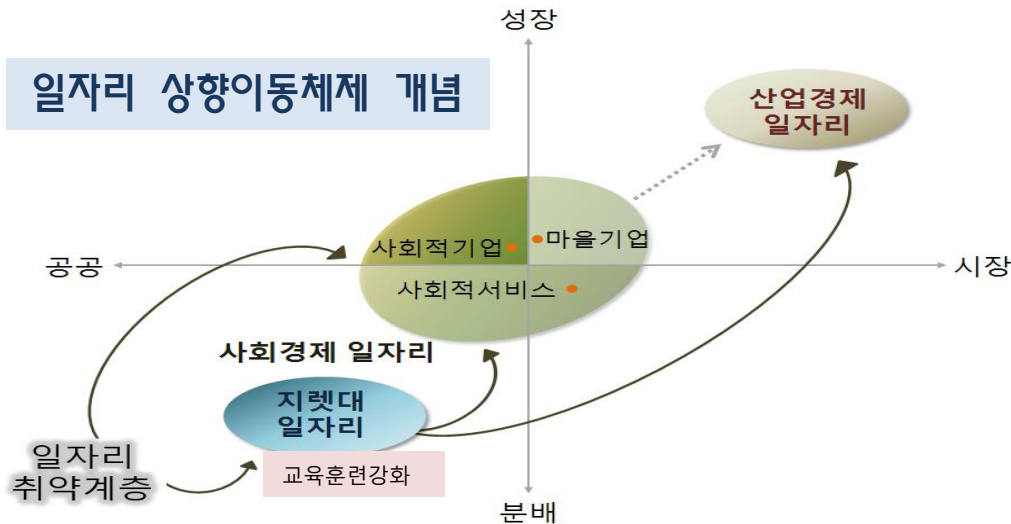 성장
일자리 상향이동체제 개념
산업경제
일자리
사회적기업
마을기업
공공
시장
사회적서비스
사회경제 일자리
지렛대
일자리
일자리
취약계층
교육훈련강화
분배